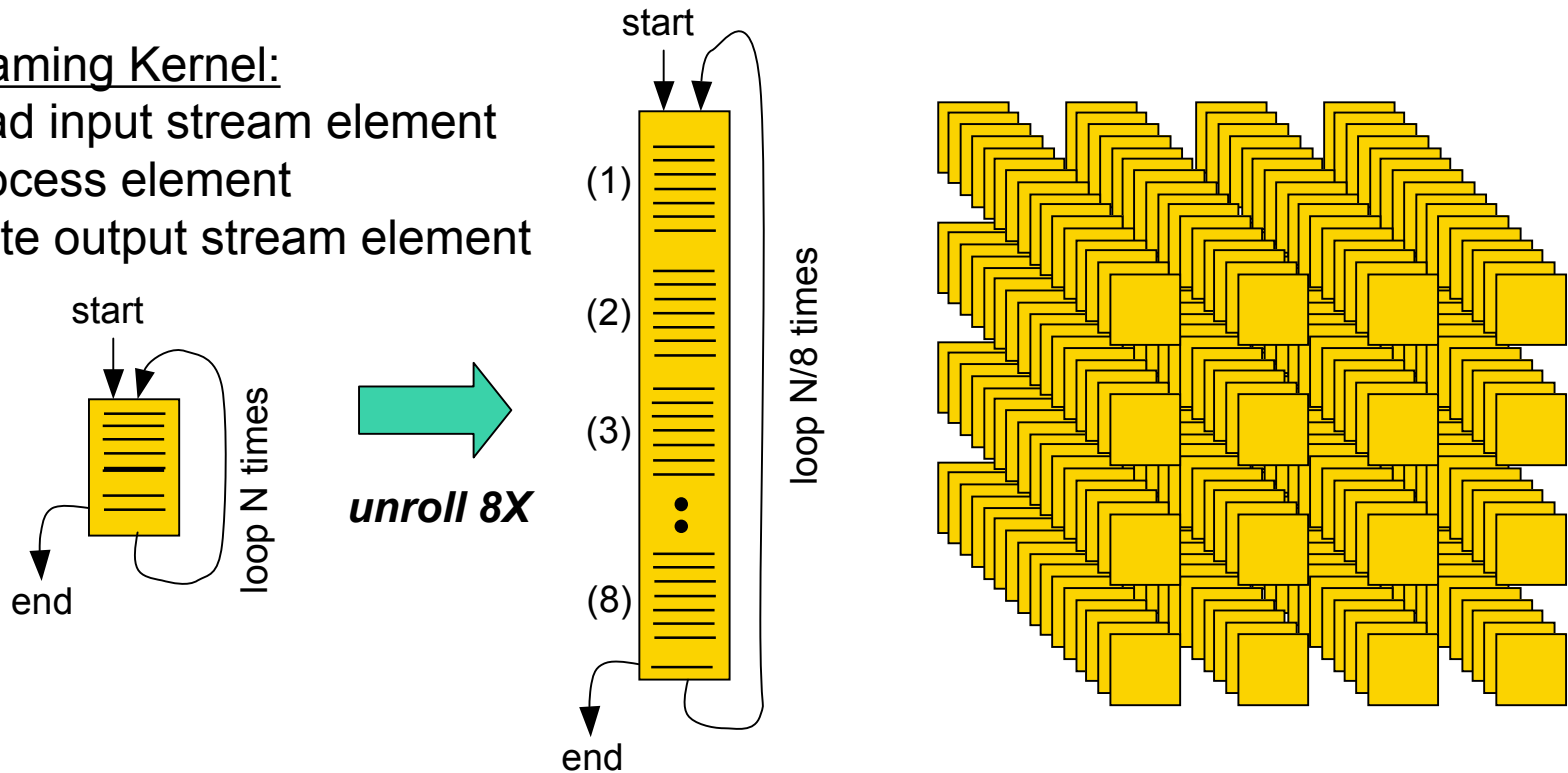 aming Kernel:
ad input stream element
ocess element
te output stream element
start
loop N times
end
unroll 8X
start
(1)
(2)
(3)
(8)
loop N/8 times
end